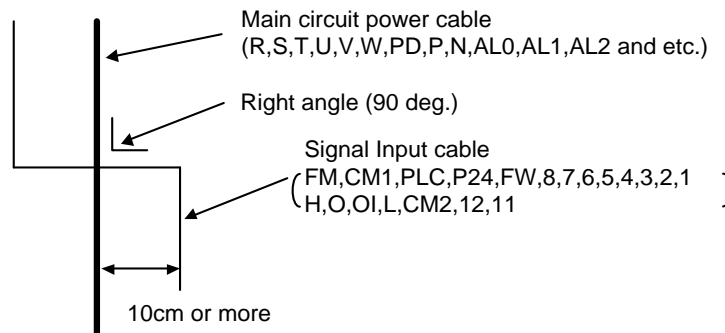 Main circuit power cable
(R,S,T,U,V,W,PD,P,N,AL0,AL1,AL2 and etc.)
Right angle (90 deg.)
Signal Input cable
(FM,CM1,PLC,P24,FW,8,7,6,5,4,3,2,1
H,O,OI,L,CM2,12,11)
10cm or more